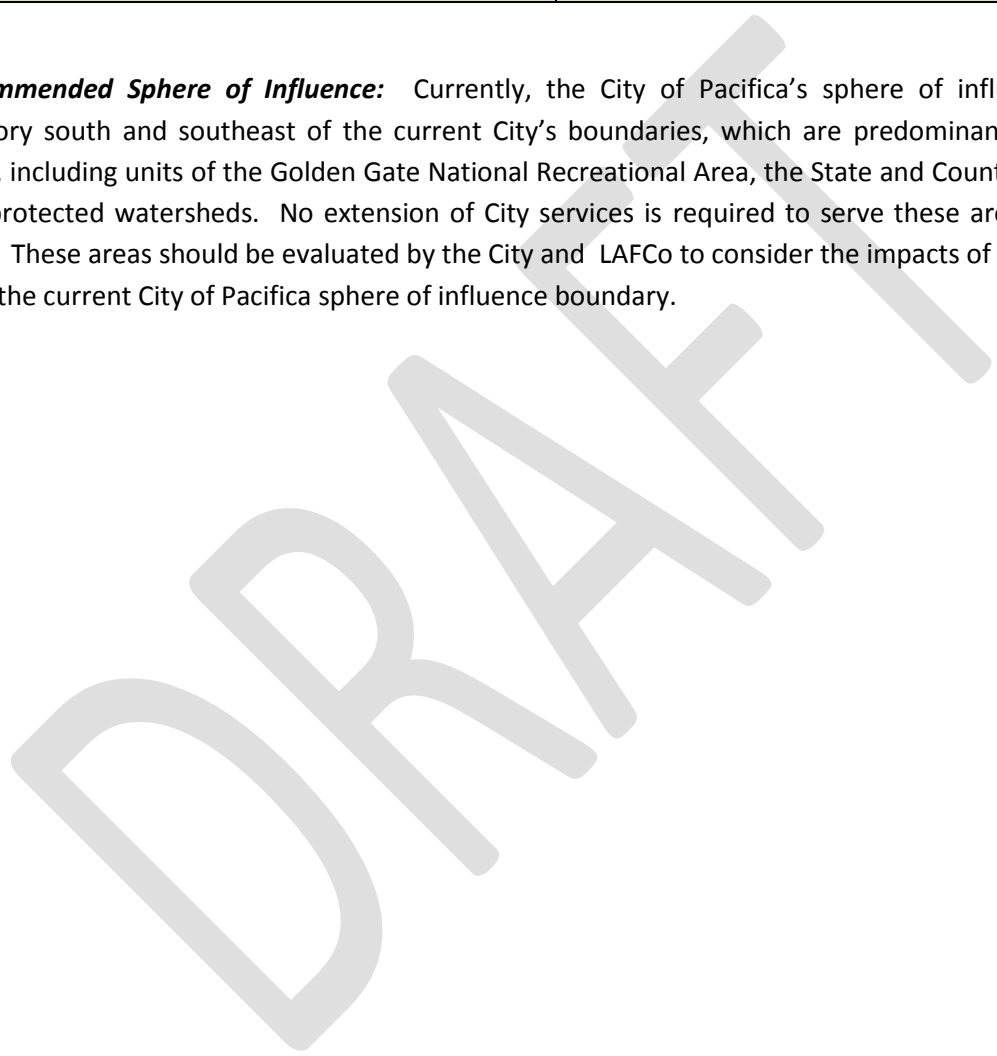 mmended Sphere of Influence: Currently, the City of Pacifica’s sphere of infl
ory south and southeast of the current City’s boundaries, which are predominan
, including units of the Golden Gate National Recreational Area, the State and Count
protected watersheds. No extension of City services is required to serve these ar
These areas should be evaluated by the City and LAFCo to consider the impacts of
the current City of Pacifica sphere of influence boundary.
DRAFT